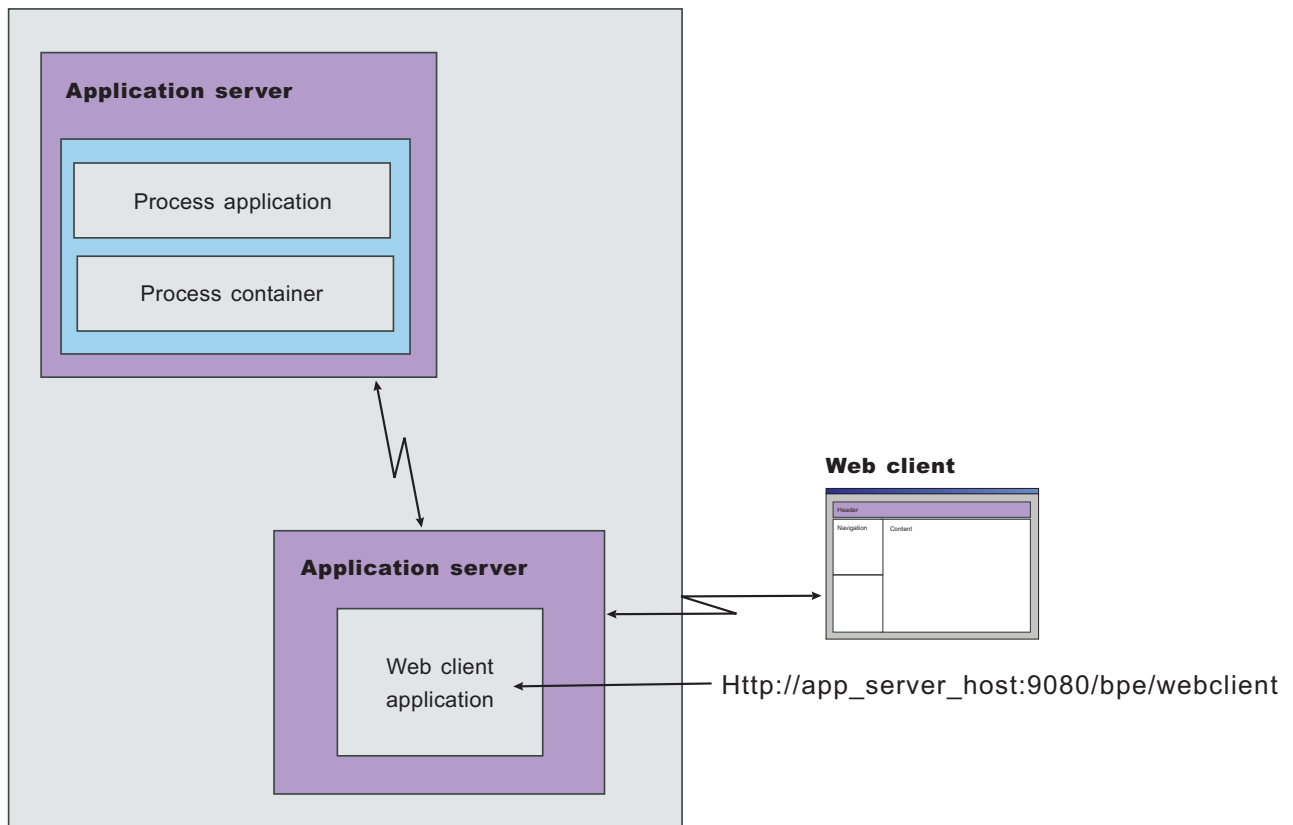 Application server
Process application
Process container
Web client
Header
Navigation
Content
Application server
Web client
application
Http://app_server_host:9080/bpe/webclient